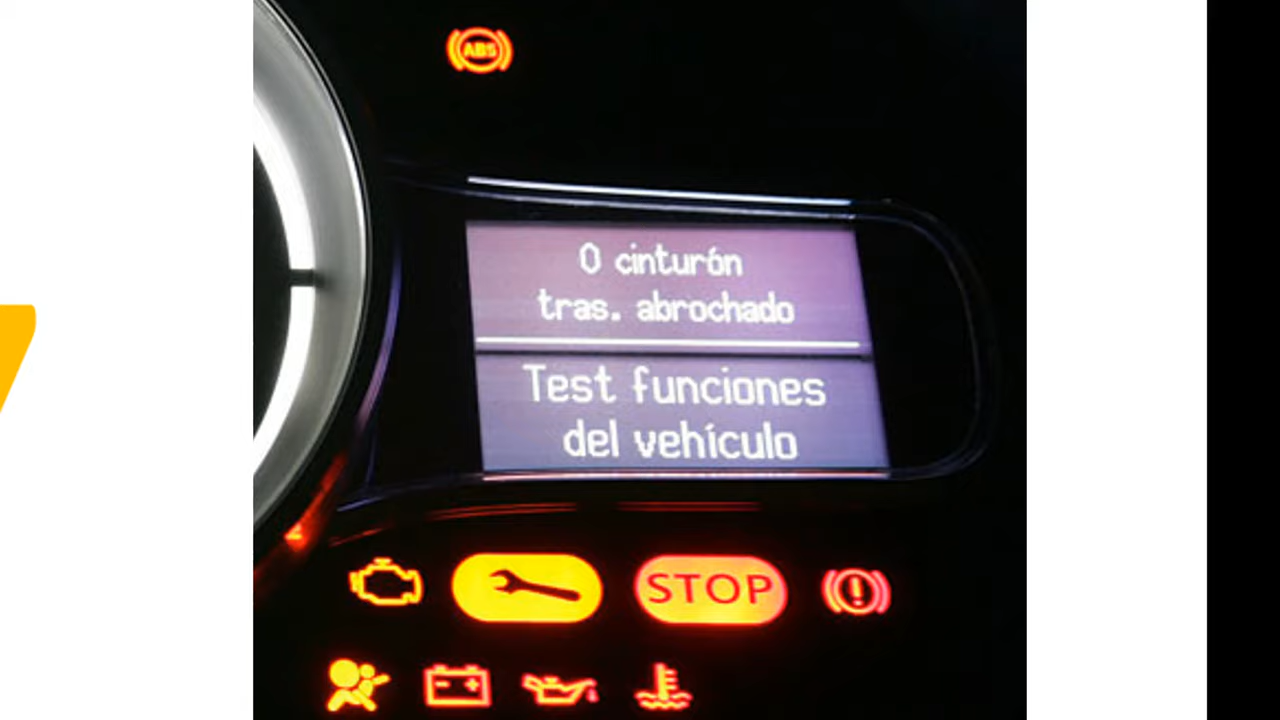 ABS
0 cinturón
tras. abrochado
Test funciones
del vehículo
STOP